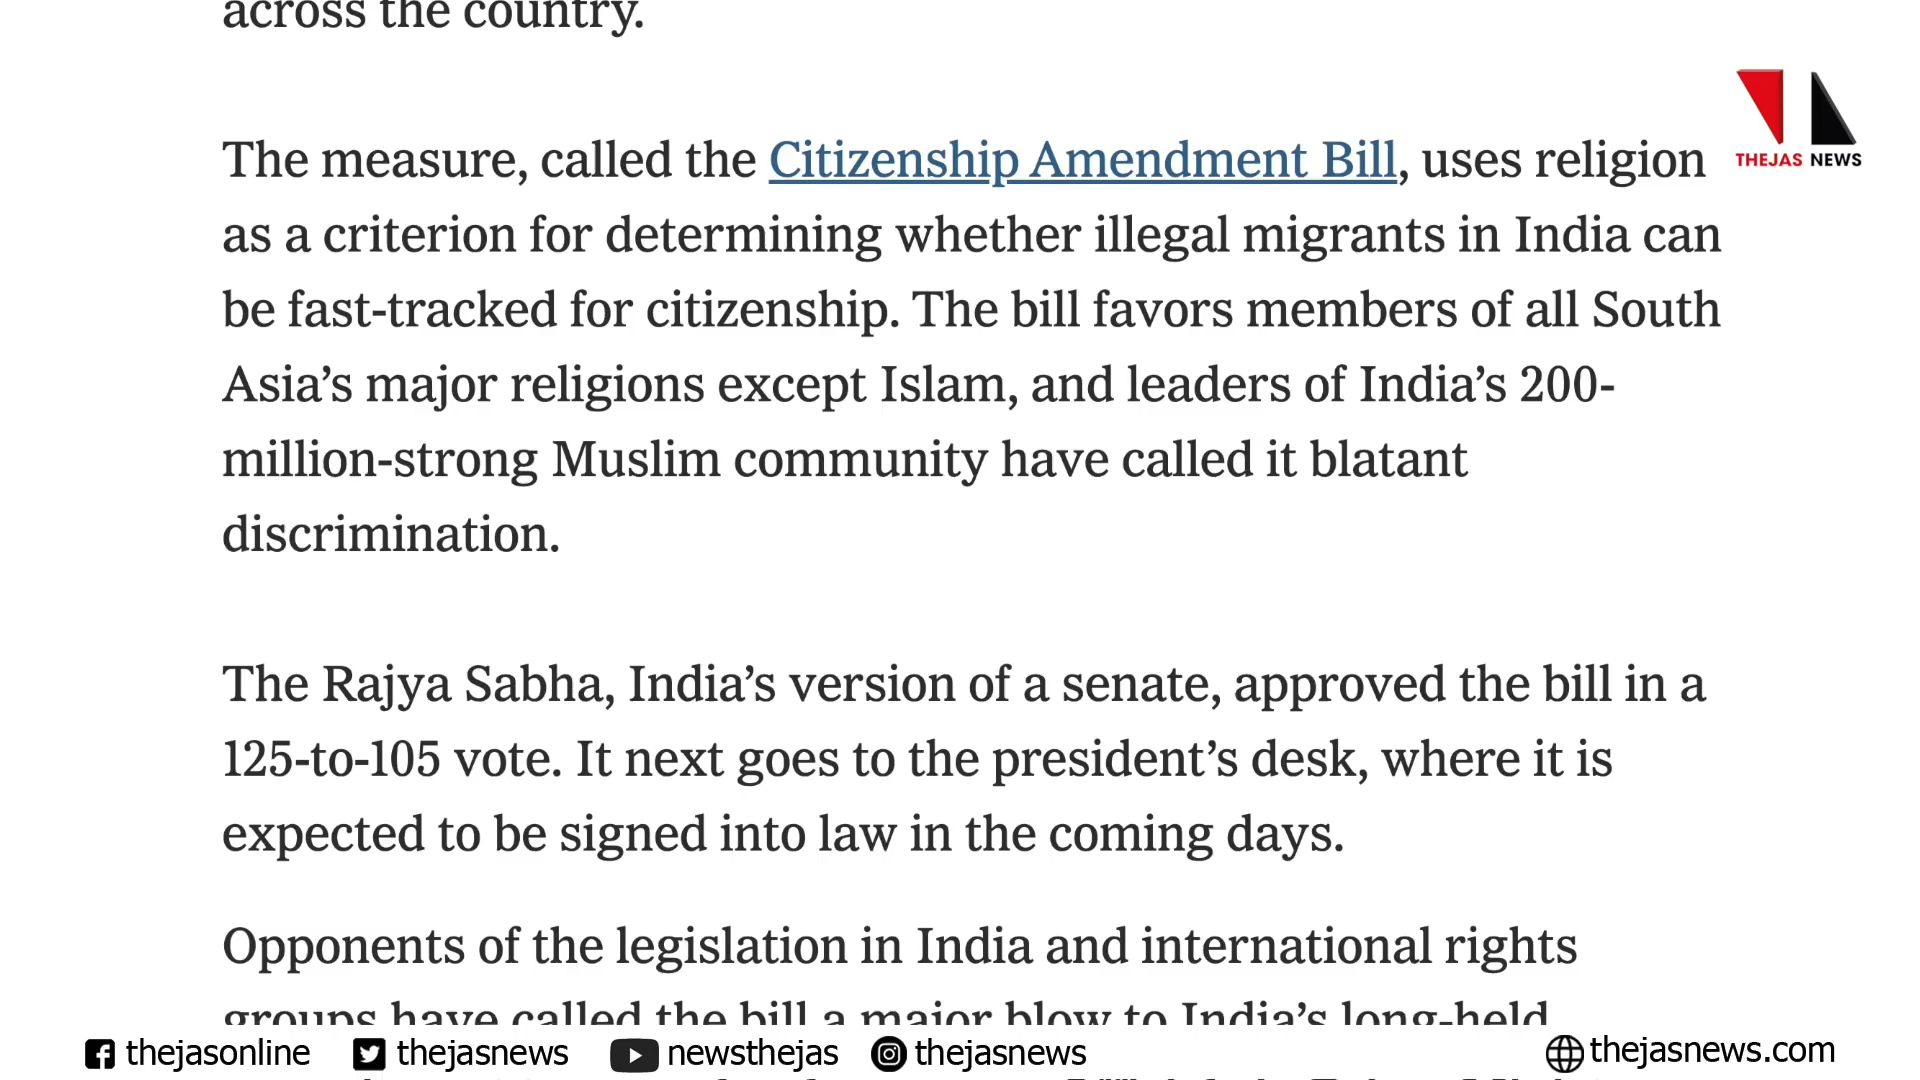 across the country.
The measure, called the Citizenship Amendment Bill, uses religion
as a criterion for determining whether illegal migrants in India can
be fast-tracked for citizenship. The bill favors members of all South
Asia’s major religions except Islam, and leaders of India’s 200-
million-strong Muslim community have called it blatant
discrimination.
The Rajya Sabha, India’s version of a senate, approved the bill in a
125-to-105 vote. It next goes to the president’s desk, where it is
expected to be signed into law in the coming days.
Opponents of the legislation in India and international rights
groups have called the bill a major blow to India’s long-held
THEJAS NEWS
thejasonline thejasnews newsthejas thejasnews thejasnews.com